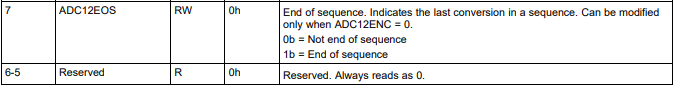 7 ADC12EOS RW 0h End of sequence. Indicates the last conversion in a sequence. Can be modified
only when ADC12ENC = 0.
0b = Not end of sequence
1b = End of sequence
6-5 Reserved R 0h Reserved. Always reads as 0.